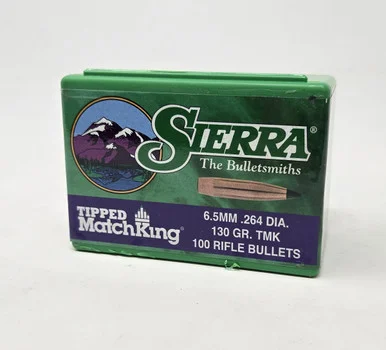 SIERRA®
The Bulletsmiths
TIPPED
MatchKing®
6.5MM .264 DIA.
130 GR. TMK
100 RIFLE BULLETS